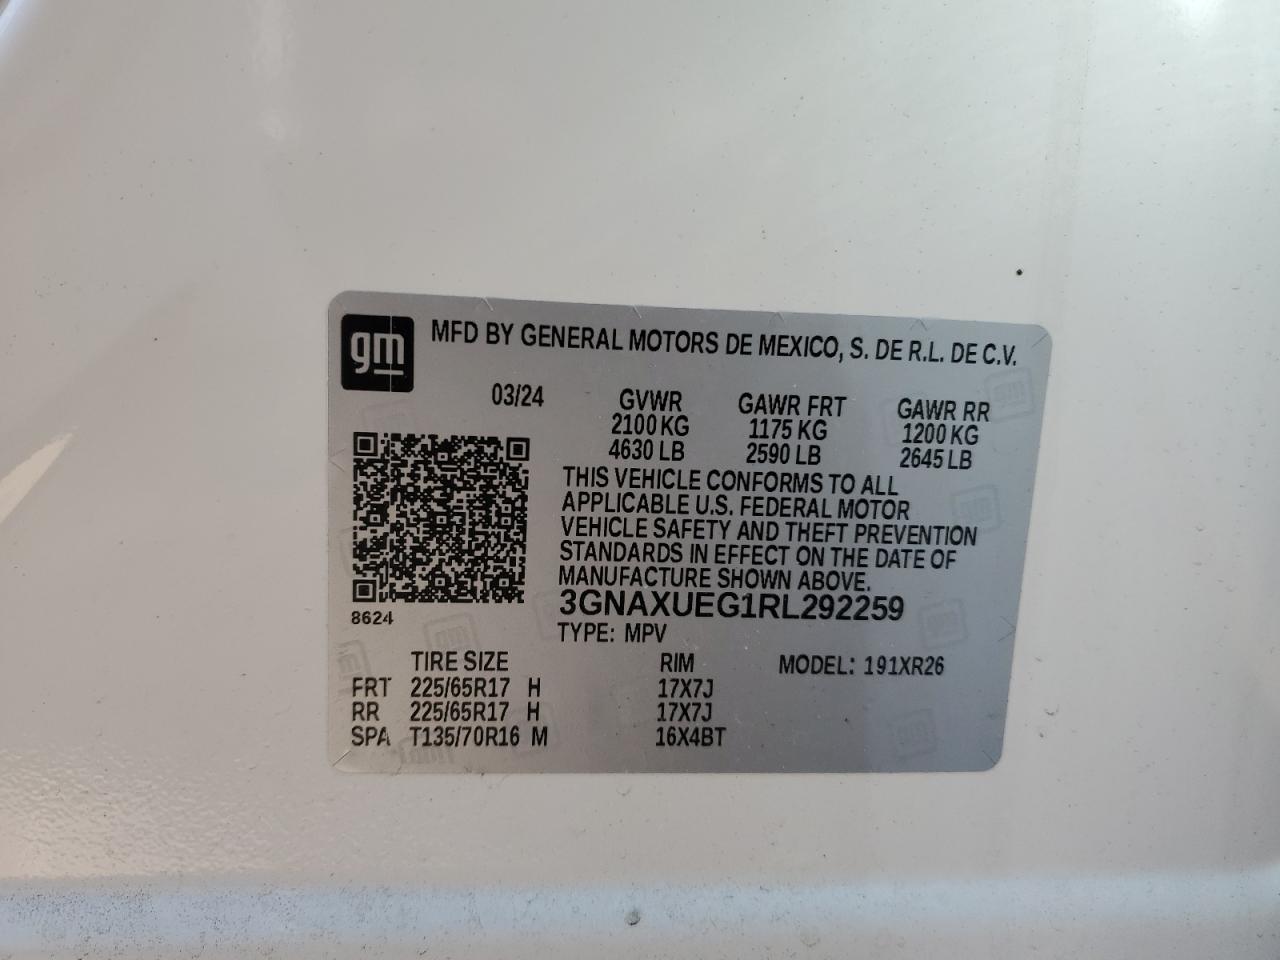 gm
MFD BY GENERAL MOTORS DE MEXICO, S. DE R.L. DE C.V.
03/24 GVWR GAWR FRT GAWR RR
2100 KG 1175 KG 1200 KG
4630 LB 2590 LB 2645 LB
THIS VEHICLE CONFORMS TO ALL
APPLICABLE U.S. FEDERAL MOTOR
VEHICLE SAFETY AND THEFT PREVENTION
STANDARDS IN EFFECT ON THE DATE OF
MANUFACTURE SHOWN ABOVE.
3GNAXUEG1RL292259
8624
TYPE: MPV
TIRE SIZE RIM MODEL: 191XR26
FRT 225/65R17 H 17X7J
RR 225/65R17 H 17X7J
SPA T135/70R16 M 16X4BT